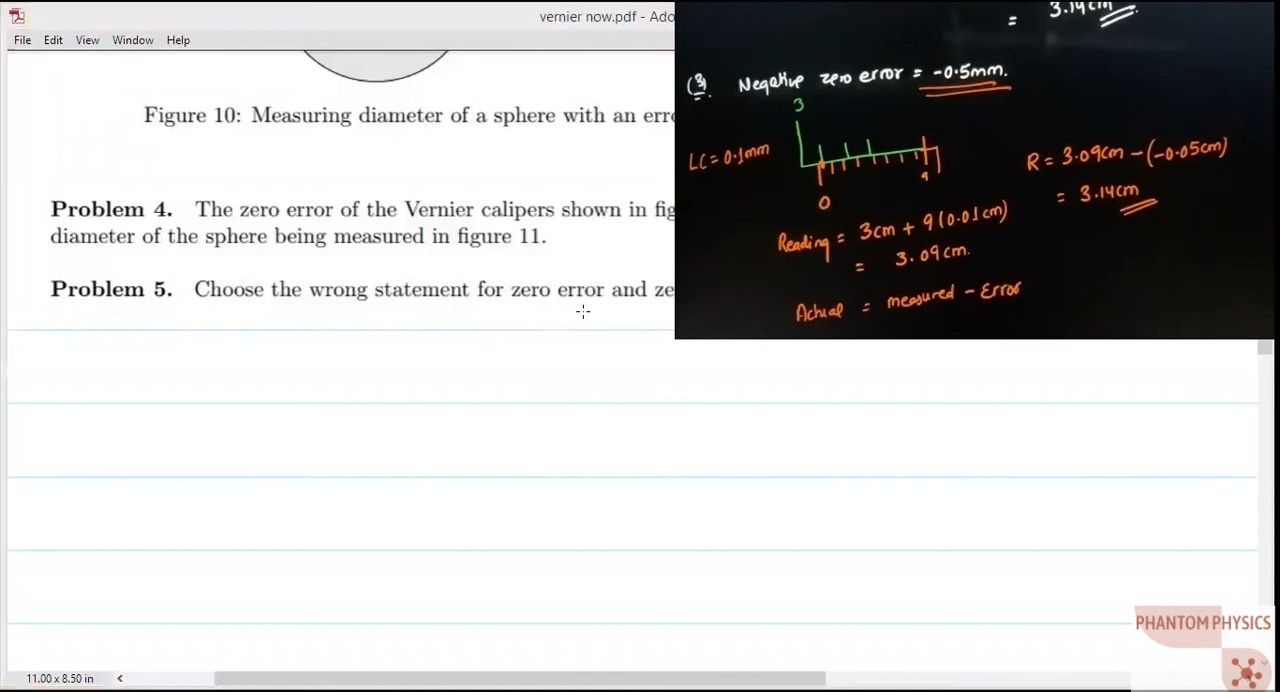 vernier now.pdf - Ado
File Edit View Window Help
Figure 10: Measuring diameter of a sphere with an erro
Problem 4. The zero error of the Vernier calipers shown in fig
diameter of the sphere being measured in figure 11.
Problem 5. Choose the wrong statement for zero error and ze
= 3.14cm
(3). Negative zero error = -0.5mm.
3
LC = 0.1mm
9
0
Reading = 3cm + 9(0.01cm)
= 3.09cm.
Actual = measured - Error
R = 3.09cm - (-0.05cm)
= 3.14cm
PHANTOM PHYSICS
11.00 x 8.50 in